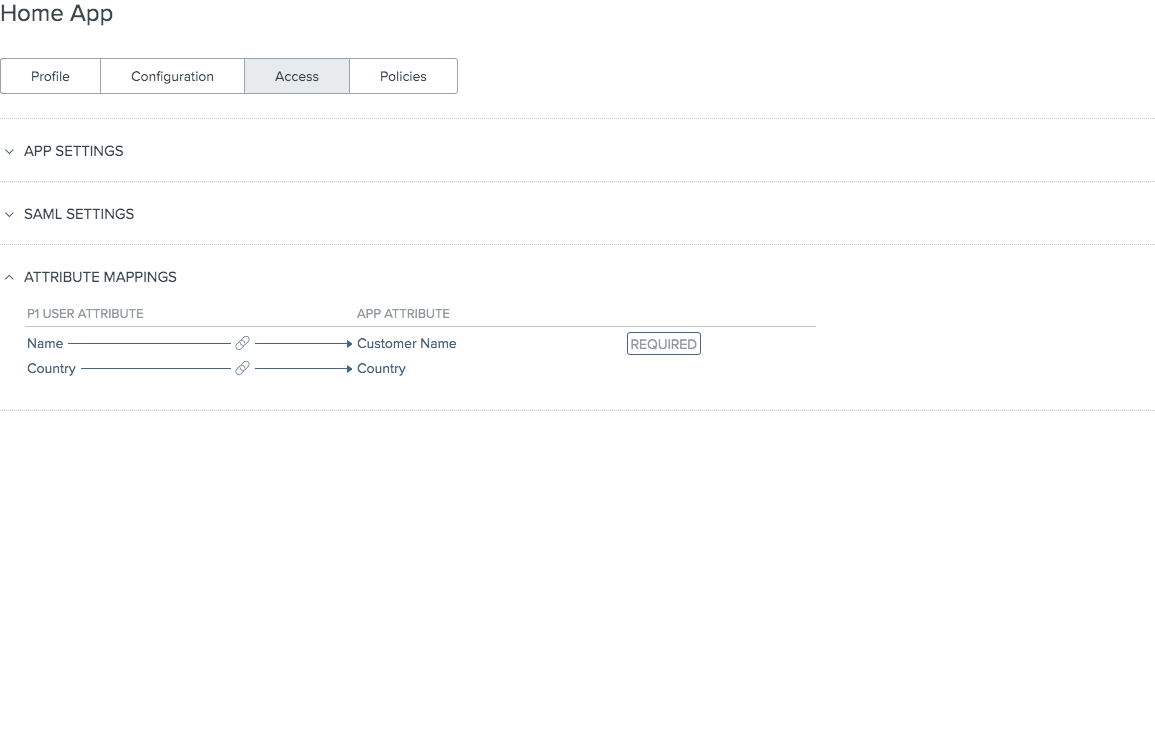 Home App
Profile Configuration Access Policies
APP SETTINGS
SAML SETTINGS
ATTRIBUTE MAPPINGS
P1 USER ATTRIBUTE APP ATTRIBUTE
Name Customer Name REQUIRED
Country Country